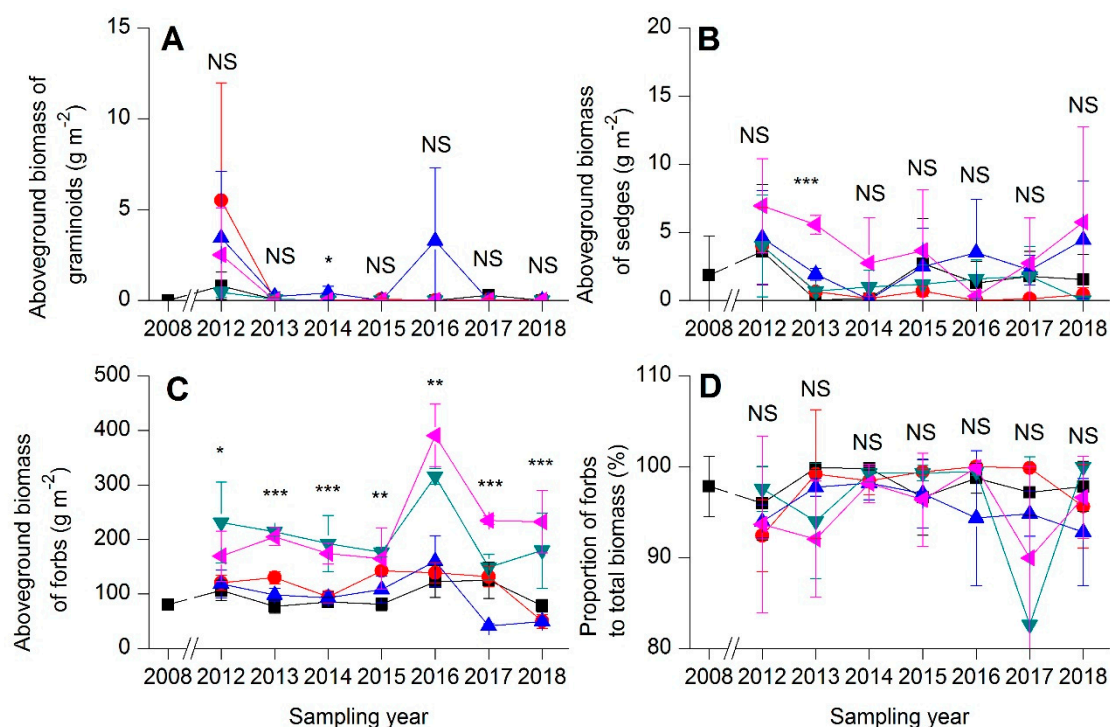 A
Aboveground biomass of
graminoids (g m⁻²)
15
10
5
0
NS
NS
*
NS
NS
NS
NS
2008 2012 2013 2014 2015 2016 2017 2018
B
Aboveground biomass
of sedges (g m⁻²)
20
15
10
5
0
NS
***
NS
NS
NS
NS
NS
2008 2012 2013 2014 2015 2016 2017 2018
C
Aboveground biomass
of forbs (g m⁻²)
500
400
300
200
100
0
*
***
***
**
**
***
***
2008 2012 2013 2014 2015 2016 2017 2018
Sampling year
D
Proportion of forbs
to total biomass (%)
110
100
90
80
NS
NS
NS
NS
NS
NS
NS
2008 2012 2013 2014 2015 2016 2017 2018
Sampling year